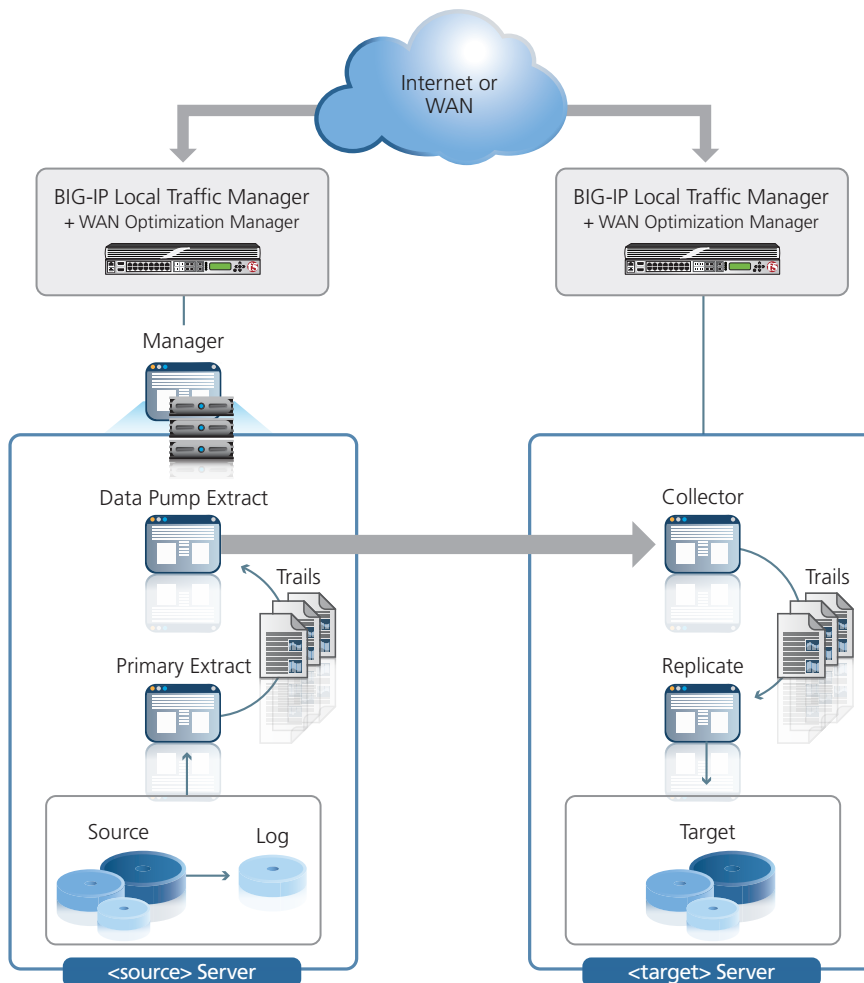 Internet or
WAN
BIG-IP Local Traffic Manager
+ WAN Optimization Manager
BIG-IP Local Traffic Manager
+ WAN Optimization Manager
Manager
Data Pump Extract
Collector
Trails
Trails
Primary Extract
Replicate
Source
Log
Target
<source> Server
<target> Server